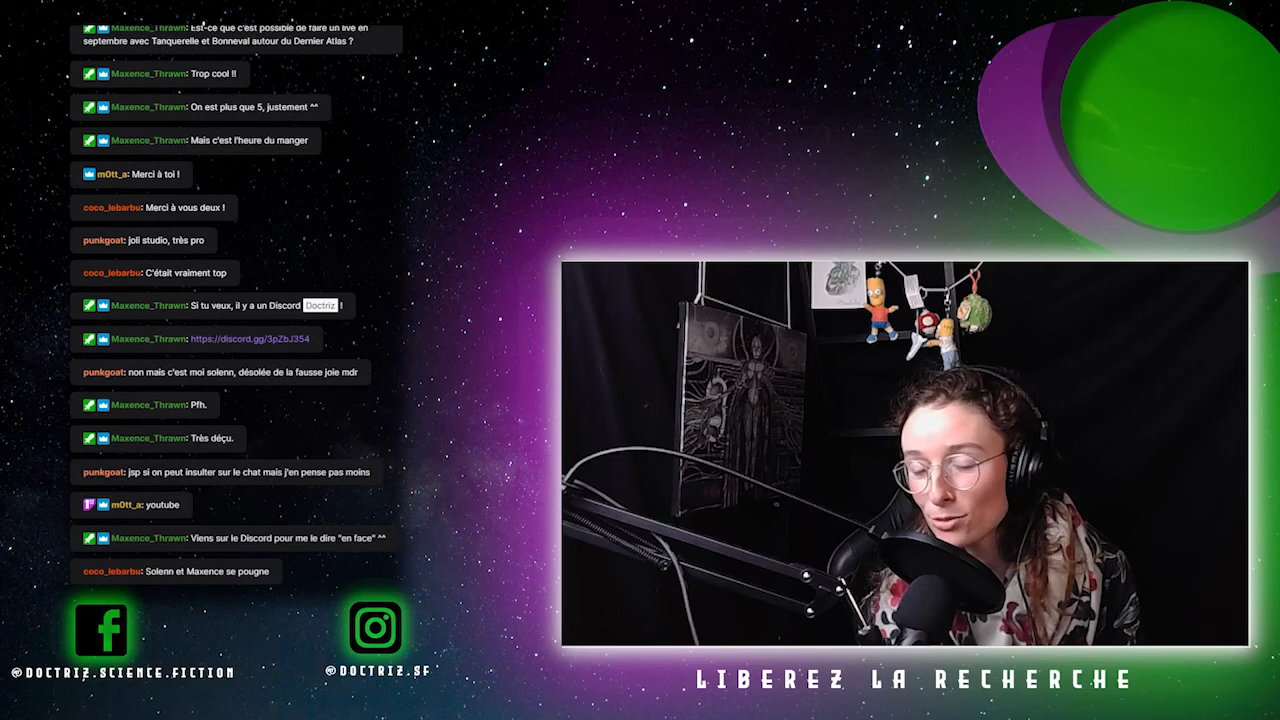 Maxence_Thrawn: Est-ce que c'est possible de faire un live en
septembre avec Tanquerelle et Bonneval autour du Dernier Atlas ?
Maxence_Thrawn: Trop cool !!
Maxence_Thrawn: On est plus que 5, justement ^^
Maxence_Thrawn: Mais c'est l'heure du manger
m0tt_a: Merci à toi !
coco_lebarbu: Merci à vous deux !
punkgoat: joli studio, très pro
coco_lebarbu: C'était vraiment top
Maxence_Thrawn: Si tu veux, il y a un Discord Doctriz !
Maxence_Thrawn: https://discord.gg/3pZbJ354
punkgoat: non mais c'est moi solenn, désolée de la fausse joie mdr
Maxence_Thrawn: Pfh.
Maxence_Thrawn: Très déçu.
punkgoat: jsp si on peut insulter sur le chat mais j'en pense pas moins
m0tt_a: youtube
Maxence_Thrawn: Viens sur le Discord pour me le dire "en face" ^^
coco_lebarbu: Solenn et Maxence se pougne
@DOCTRIZ.SCIENCE.FICTION
@DOCTRIZ.SF
LIBEREZ LA RECHERCHE